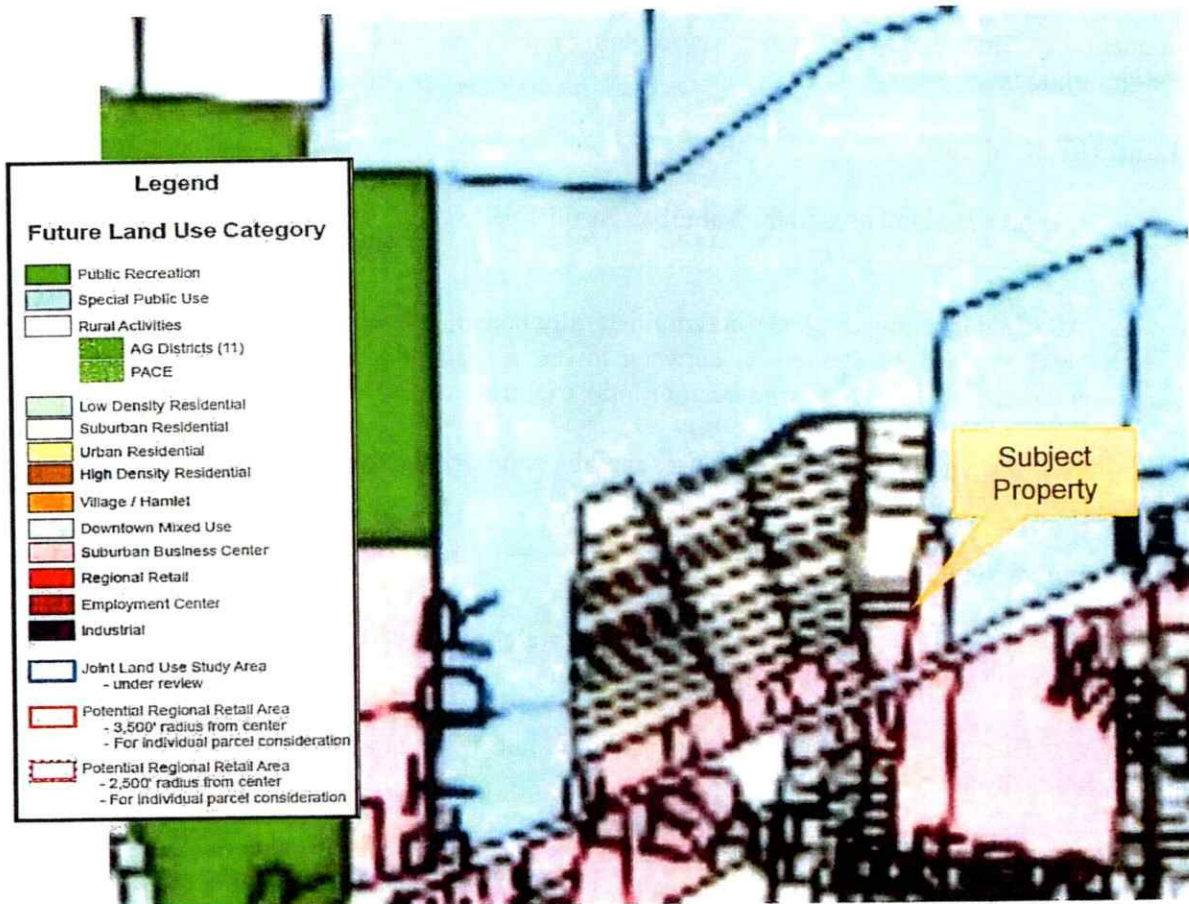 Legend
Future Land Use Category
Public Recreation
Special Public Use
Rural Activities
AG Districts (11)
PACE
Low Density Residential
Suburban Residential
Urban Residential
High Density Residential
Village / Hamlet
Downtown Mixed Use
Suburban Business Center
Regional Retail
Employment Center
Industrial
Joint Land Use Study Area
- under review
Potential Regional Retail Area
- 3,500' radius from center
- For individual parcel consideration
Potential Regional Retail Area
- 2,500' radius from center
- For individual parcel consideration
Subject
Property